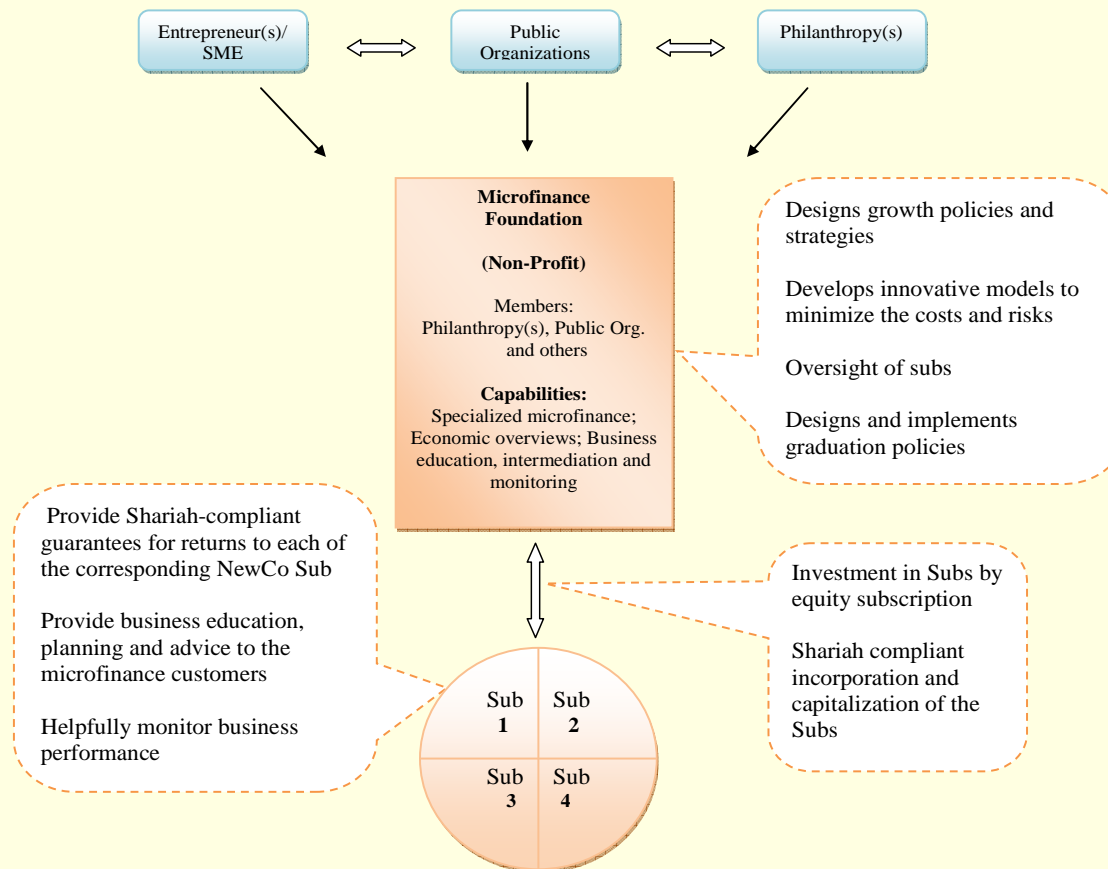 Entrepreneur(s)/
SME
Public
Organizations
Philanthropy(s)
Microfinance
Foundation
(Non-Profit)
Members:
Philanthropy(s), Public Org.
and others
Capabilities:
Specialized microfinance;
Economic overviews; Business
education, intermediation and
monitoring
Designs growth policies and
strategies
Develops innovative models to
minimize the costs and risks
Oversight of subs
Designs and implements
graduation policies
Provide Shariah-compliant
guarantees for returns to each of
the corresponding NewCo Sub
Provide business education,
planning and advice to the
microfinance customers
Helpfully monitor business
performance
Investment in Subs by
equity subscription
Shariah compliant
incorporation and
capitalization of the
Subs
Sub
1
Sub
2
Sub
3
Sub
4